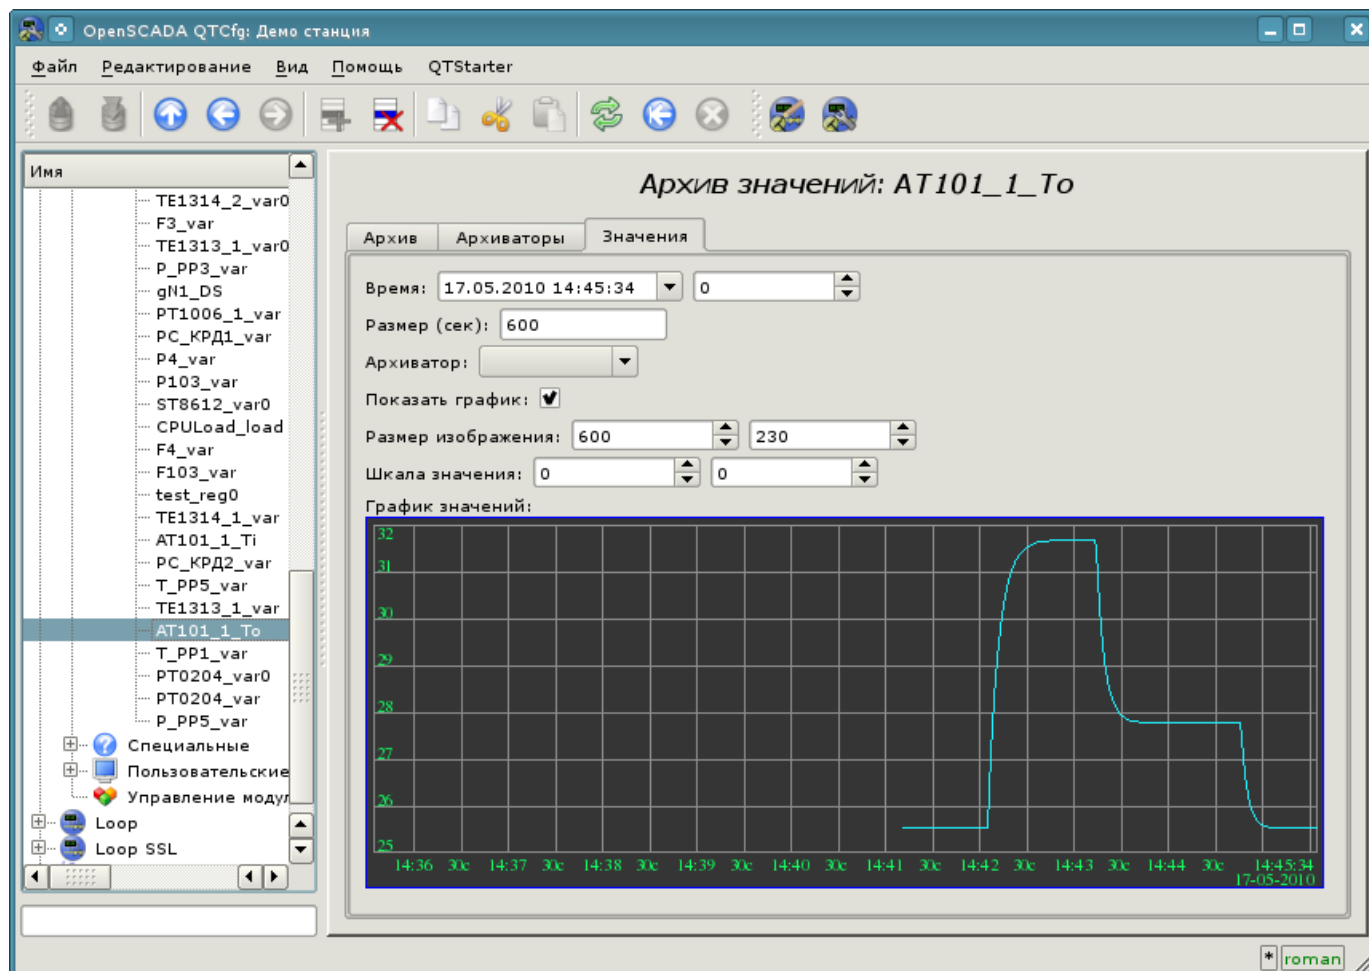 OpenSCADA QTCfg: Демо станция
Файл Редактирование Вид Помощь QTStarter
Имя
TE1314_2_var0
F3_var
TE1313_1_var0
P_PP3_var
gN1_DS
PT1006_1_var
PC_КРД1_var
P4_var
P103_var
ST8612_var0
CPULoad_load
F4_var
F103_var
test_reg0
TE1314_1_var
AT101_1_Ti
PC_КРД2_var
T_PP5_var
TE1313_1_var
AT101_1_To
T_PP1_var
PT0204_var0
PT0204_var
P_PP5_var
Специальные
Пользовательские
Управление модул
Loop
Loop SSL
Архив значений: AT101_1_To
Архив Архиваторы Значения
Время: 17.05.2010 14:45:34 0
Размер (сек): 600
Архиватор:
Показать график:
Размер изображения: 600 230
Шкала значения: 0 0
График значений:
32
31
30
29
28
27
26
25
14:36 30с 14:37 30с 14:38 30с 14:39 30с 14:40 30с 14:41 30с 14:42 30с 14:43 30с 14:44 30с 14:45:34
17-05-2010
* roman